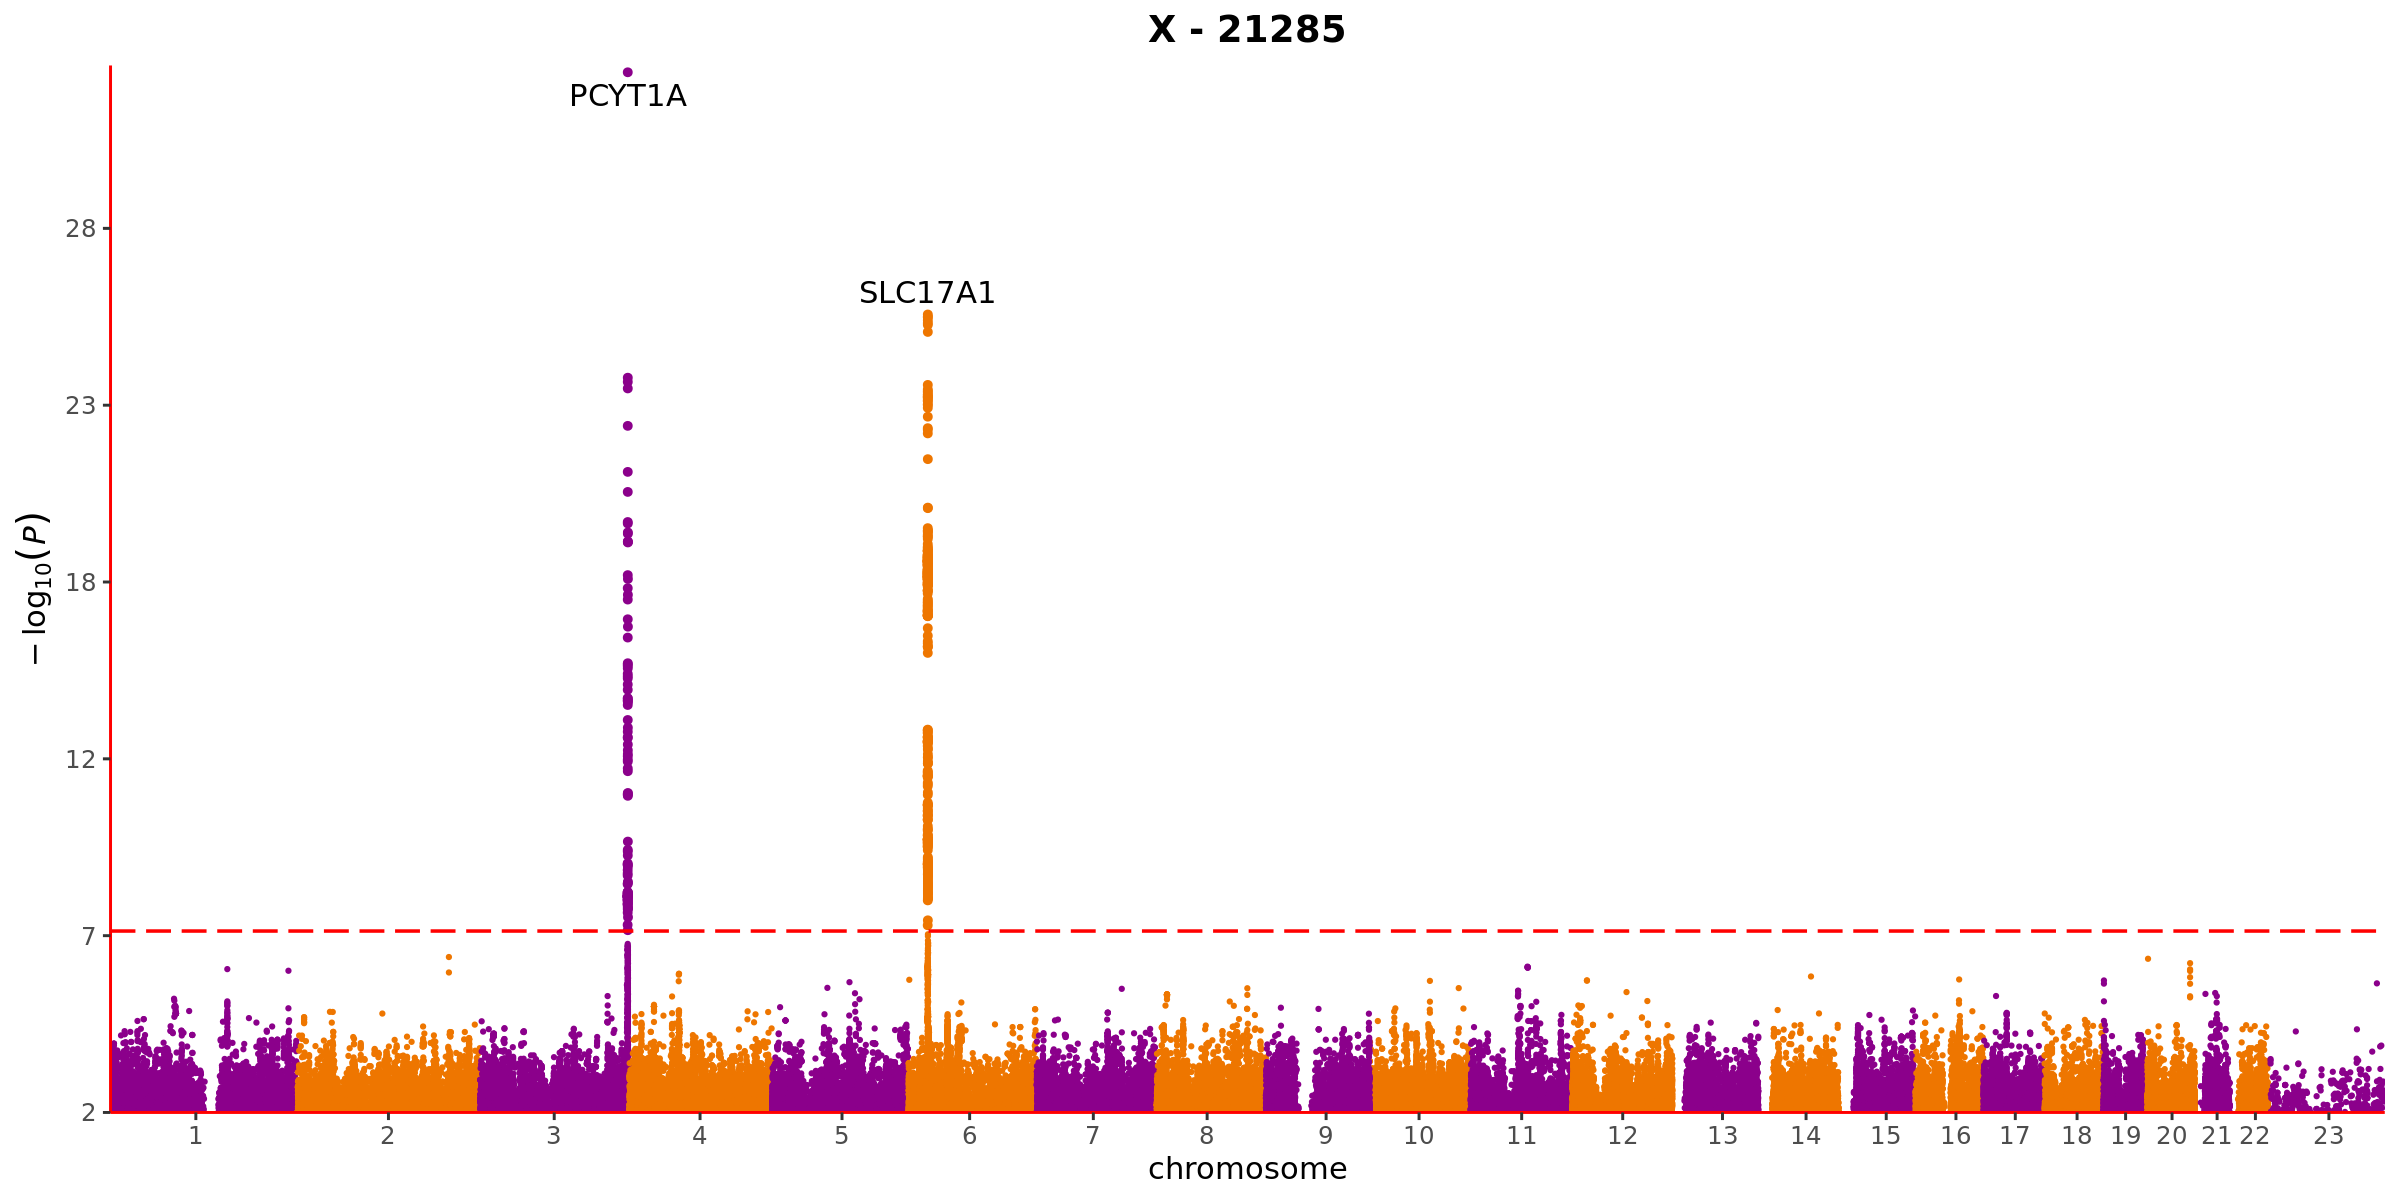 X - 21285
PCYT1A
SLC17A1
28
23
18
12
7
2
− log10(P)
1 2 3 4 5 6 7 8 9 10 11 12 13 14 15 16 17 18 19 20 21 22 23
chromosome